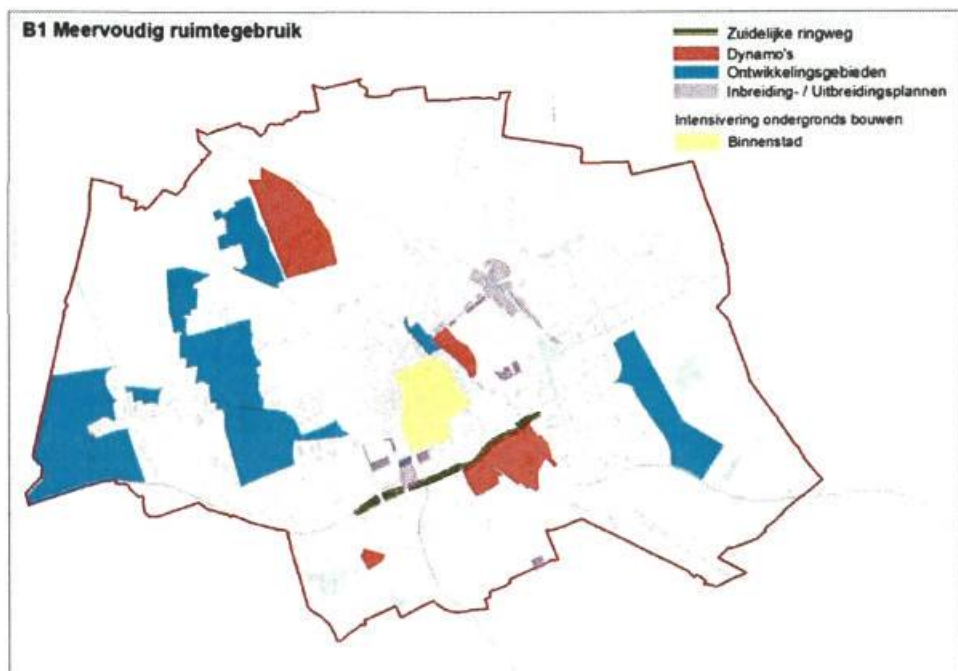 B1 Meervoudig ruimtegebruik
Zuidelijke ringweg
Dynamo's
Ontwikkelingsgebieden
Inbreiding- / Uitbreidingsplannen
Intensivering ondergronds bouwen
Binnenstad